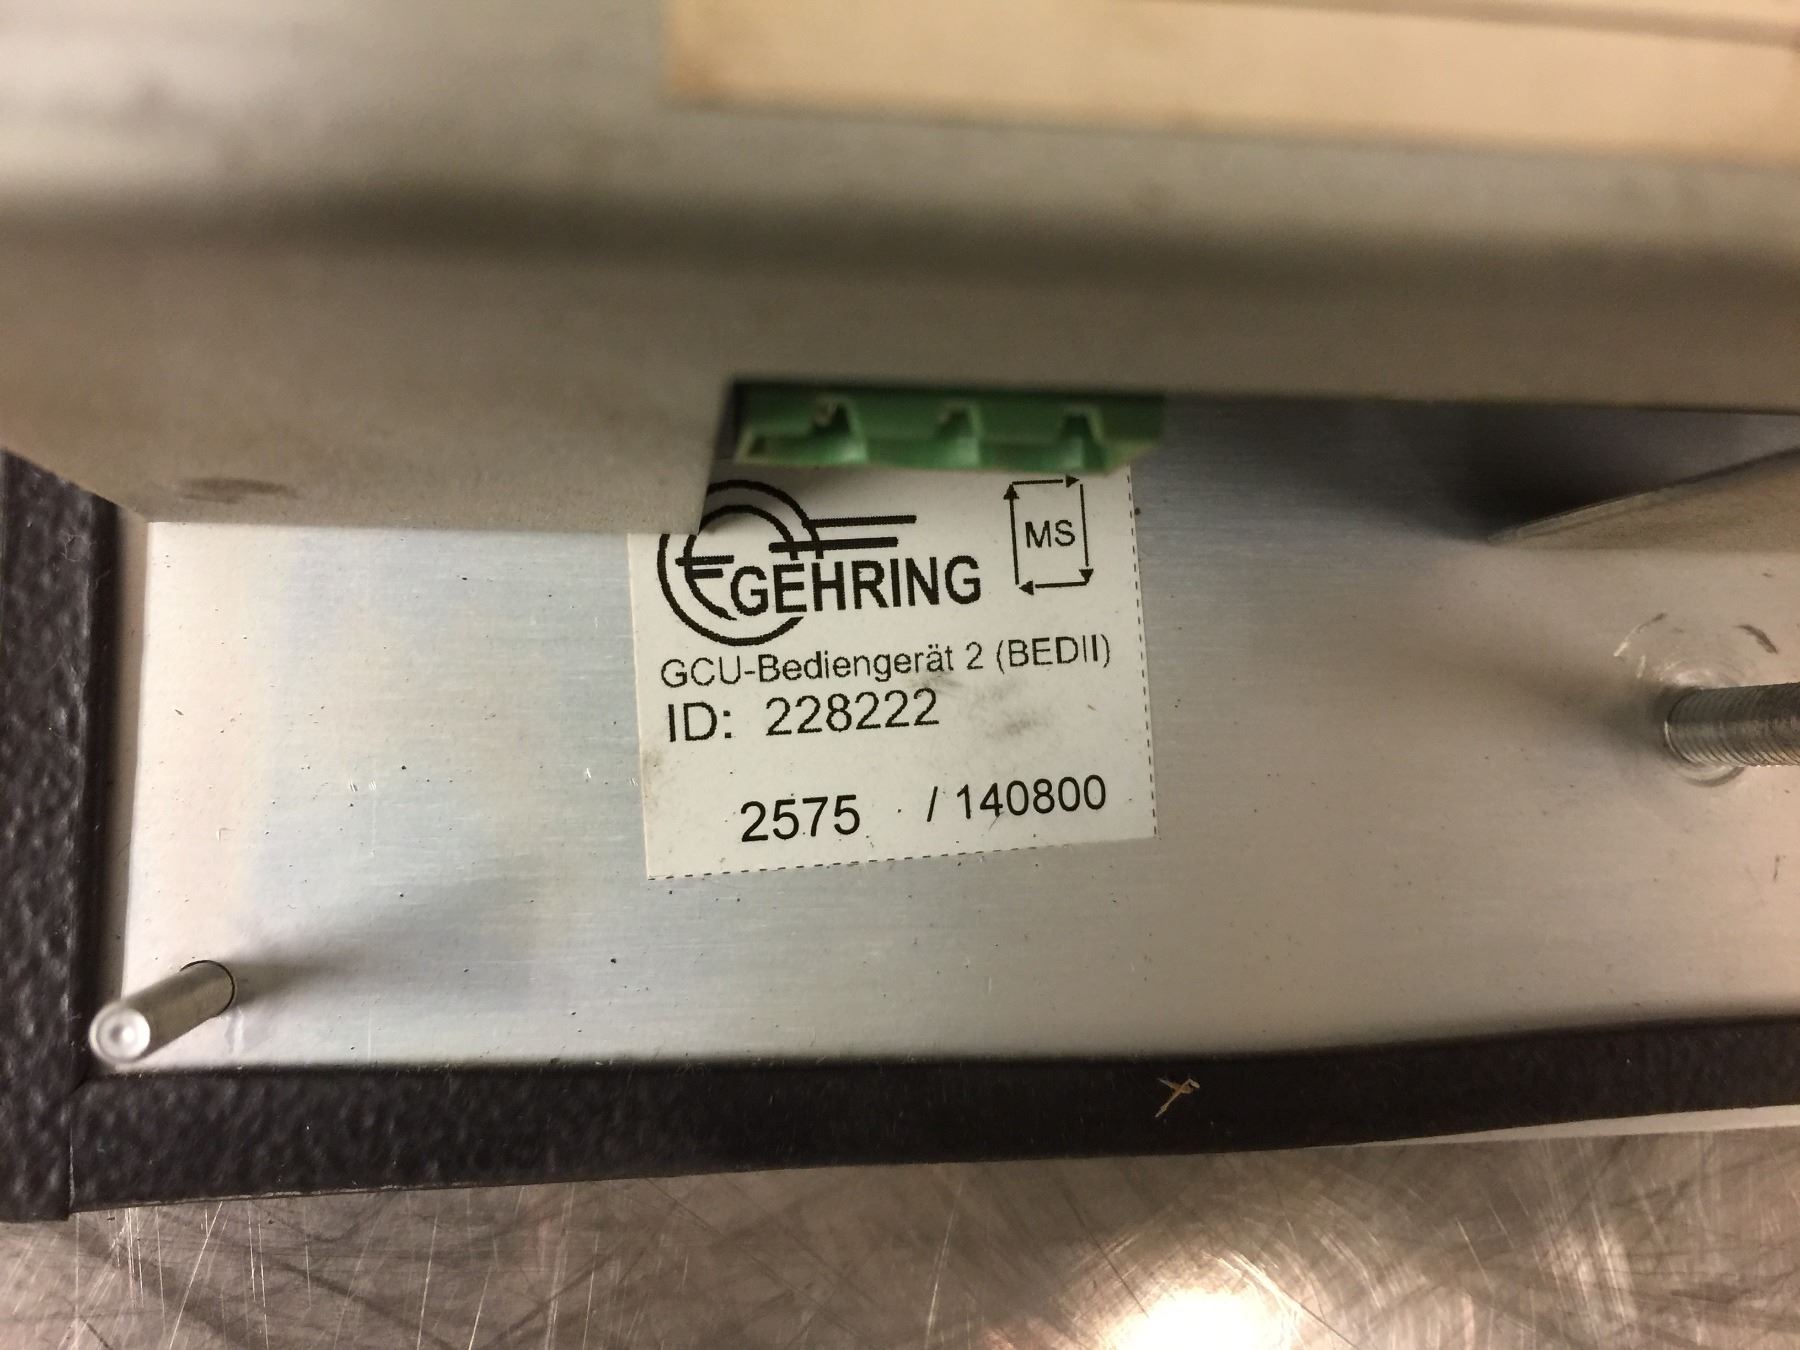 GEHRING
MS
GCU-Bediengerät 2 (BEDII)
ID: 228222
2575 / 140800